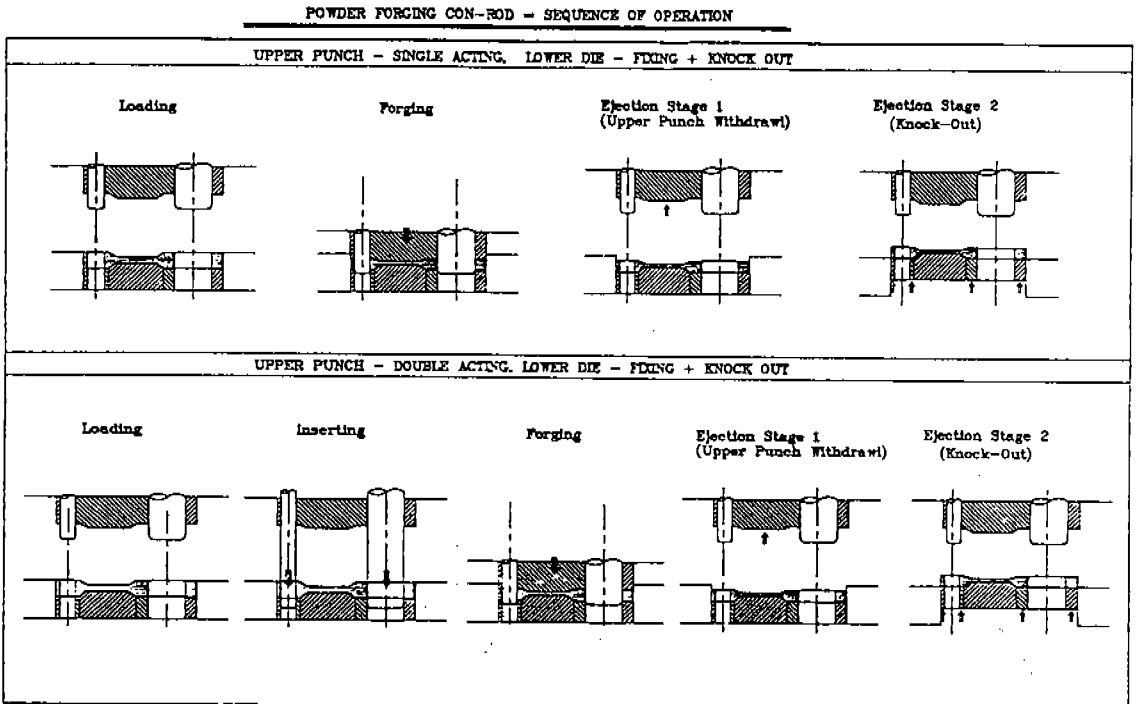 POWDER FORGING CON-ROD - SEQUENCE OF OPERATION
UPPER PUNCH - SINGLE ACTING, LOWER DIE - FIXING + KNOCK OUT
Loading
Forging
Ejection Stage 1
(Upper Punch Withdrawl)
Ejection Stage 2
(Knock-Out)
UPPER PUNCH - DOUBLE ACTING. LOWER DIE - FIXING + KNOCK OUT
Loading
inserting
Forging
Ejection Stage 1
(Upper Punch Withdrawl)
Ejection Stage 2
(Knock-Out)